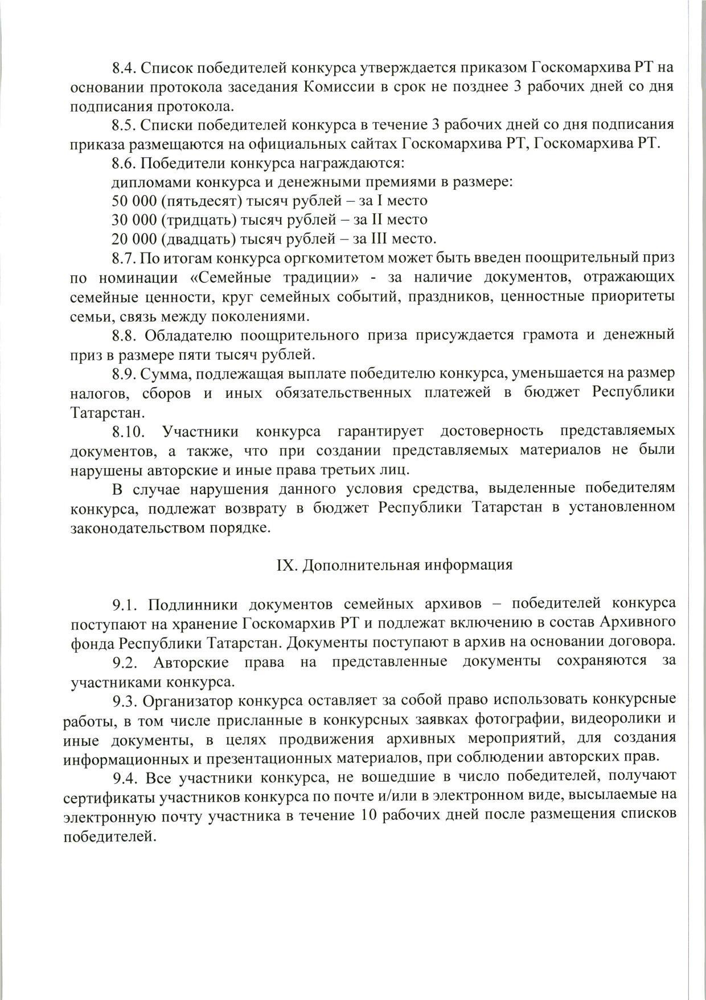 8.4. Список победителей конкурса утверждается приказом Госкомархива РТ на
основании протокола заседания Комиссии в срок не позднее 3 рабочих дней со дня
подписания протокола.
8.5. Списки победителей конкурса в течение 3 рабочих дней со дня подписания
приказа размещаются на официальных сайтах Госкомархива РТ, Госкомархива РТ.
8.6. Победители конкурса награждаются:
дипломами конкурса и денежными премиями в размере:
50 000 (пятьдесят) тысяч рублей – за I место
30 000 (тридцать) тысяч рублей – за II место
20 000 (двадцать) тысяч рублей – за III место.
8.7. По итогам конкурса оргкомитетом может быть введен поощрительный приз
по номинации «Семейные традиции» - за наличие документов, отражающих
семейные ценности, круг семейных событий, праздников, ценностные приоритеты
семьи, связь между поколениями.
8.8. Обладателю поощрительного приза присуждается грамота и денежный
приз в размере пяти тысяч рублей.
8.9. Сумма, подлежащая выплате победителю конкурса, уменьшается на размер
налогов, сборов и иных обязательственных платежей в бюджет Республики
Татарстан.
8.10. Участники конкурса гарантирует достоверность представляемых
документов, а также, что при создании представляемых материалов не были
нарушены авторские и иные права третьих лиц.
В случае нарушения данного условия средства, выделенные победителям
конкурса, подлежат возврату в бюджет Республики Татарстан в установленном
законодательством порядке.
IX. Дополнительная информация
9.1. Подлинники документов семейных архивов – победителей конкурса
поступают на хранение Госкомархив РТ и подлежат включению в состав Архивного
фонда Республики Татарстан. Документы поступают в архив на основании договора.
9.2. Авторские права на представленные документы сохраняются за
участниками конкурса.
9.3. Организатор конкурса оставляет за собой право использовать конкурсные
работы, в том числе присланные в конкурсных заявках фотографии, видеоролики и
иные документы, в целях продвижения архивных мероприятий, для создания
информационных и презентационных материалов, при соблюдении авторских прав.
9.4. Все участники конкурса, не вошедшие в число победителей, получают
сертификаты участников конкурса по почте и/или в электронном виде, высылаемые на
электронную почту участника в течение 10 рабочих дней после размещения списков
победителей.